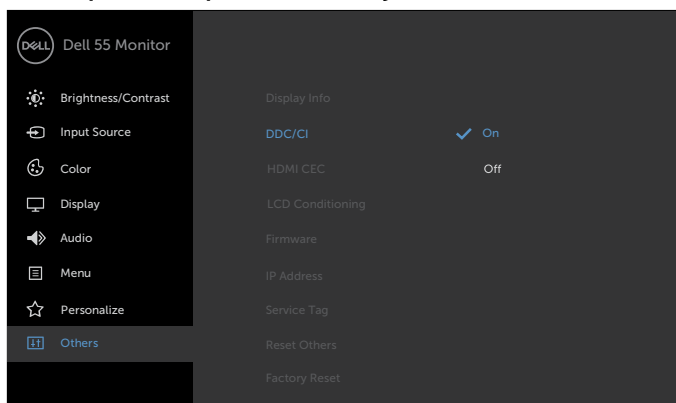 DELL Dell 55 Monitor
Brightness/Contrast
Display Info
Input Source
DDC/CI
On
Color
HDMI CEC
Off
Display
LCD Conditioning
Audio
Firmware
Menu
IP Address
Personalize
Service Tag
Others
Reset Others
Factory Reset